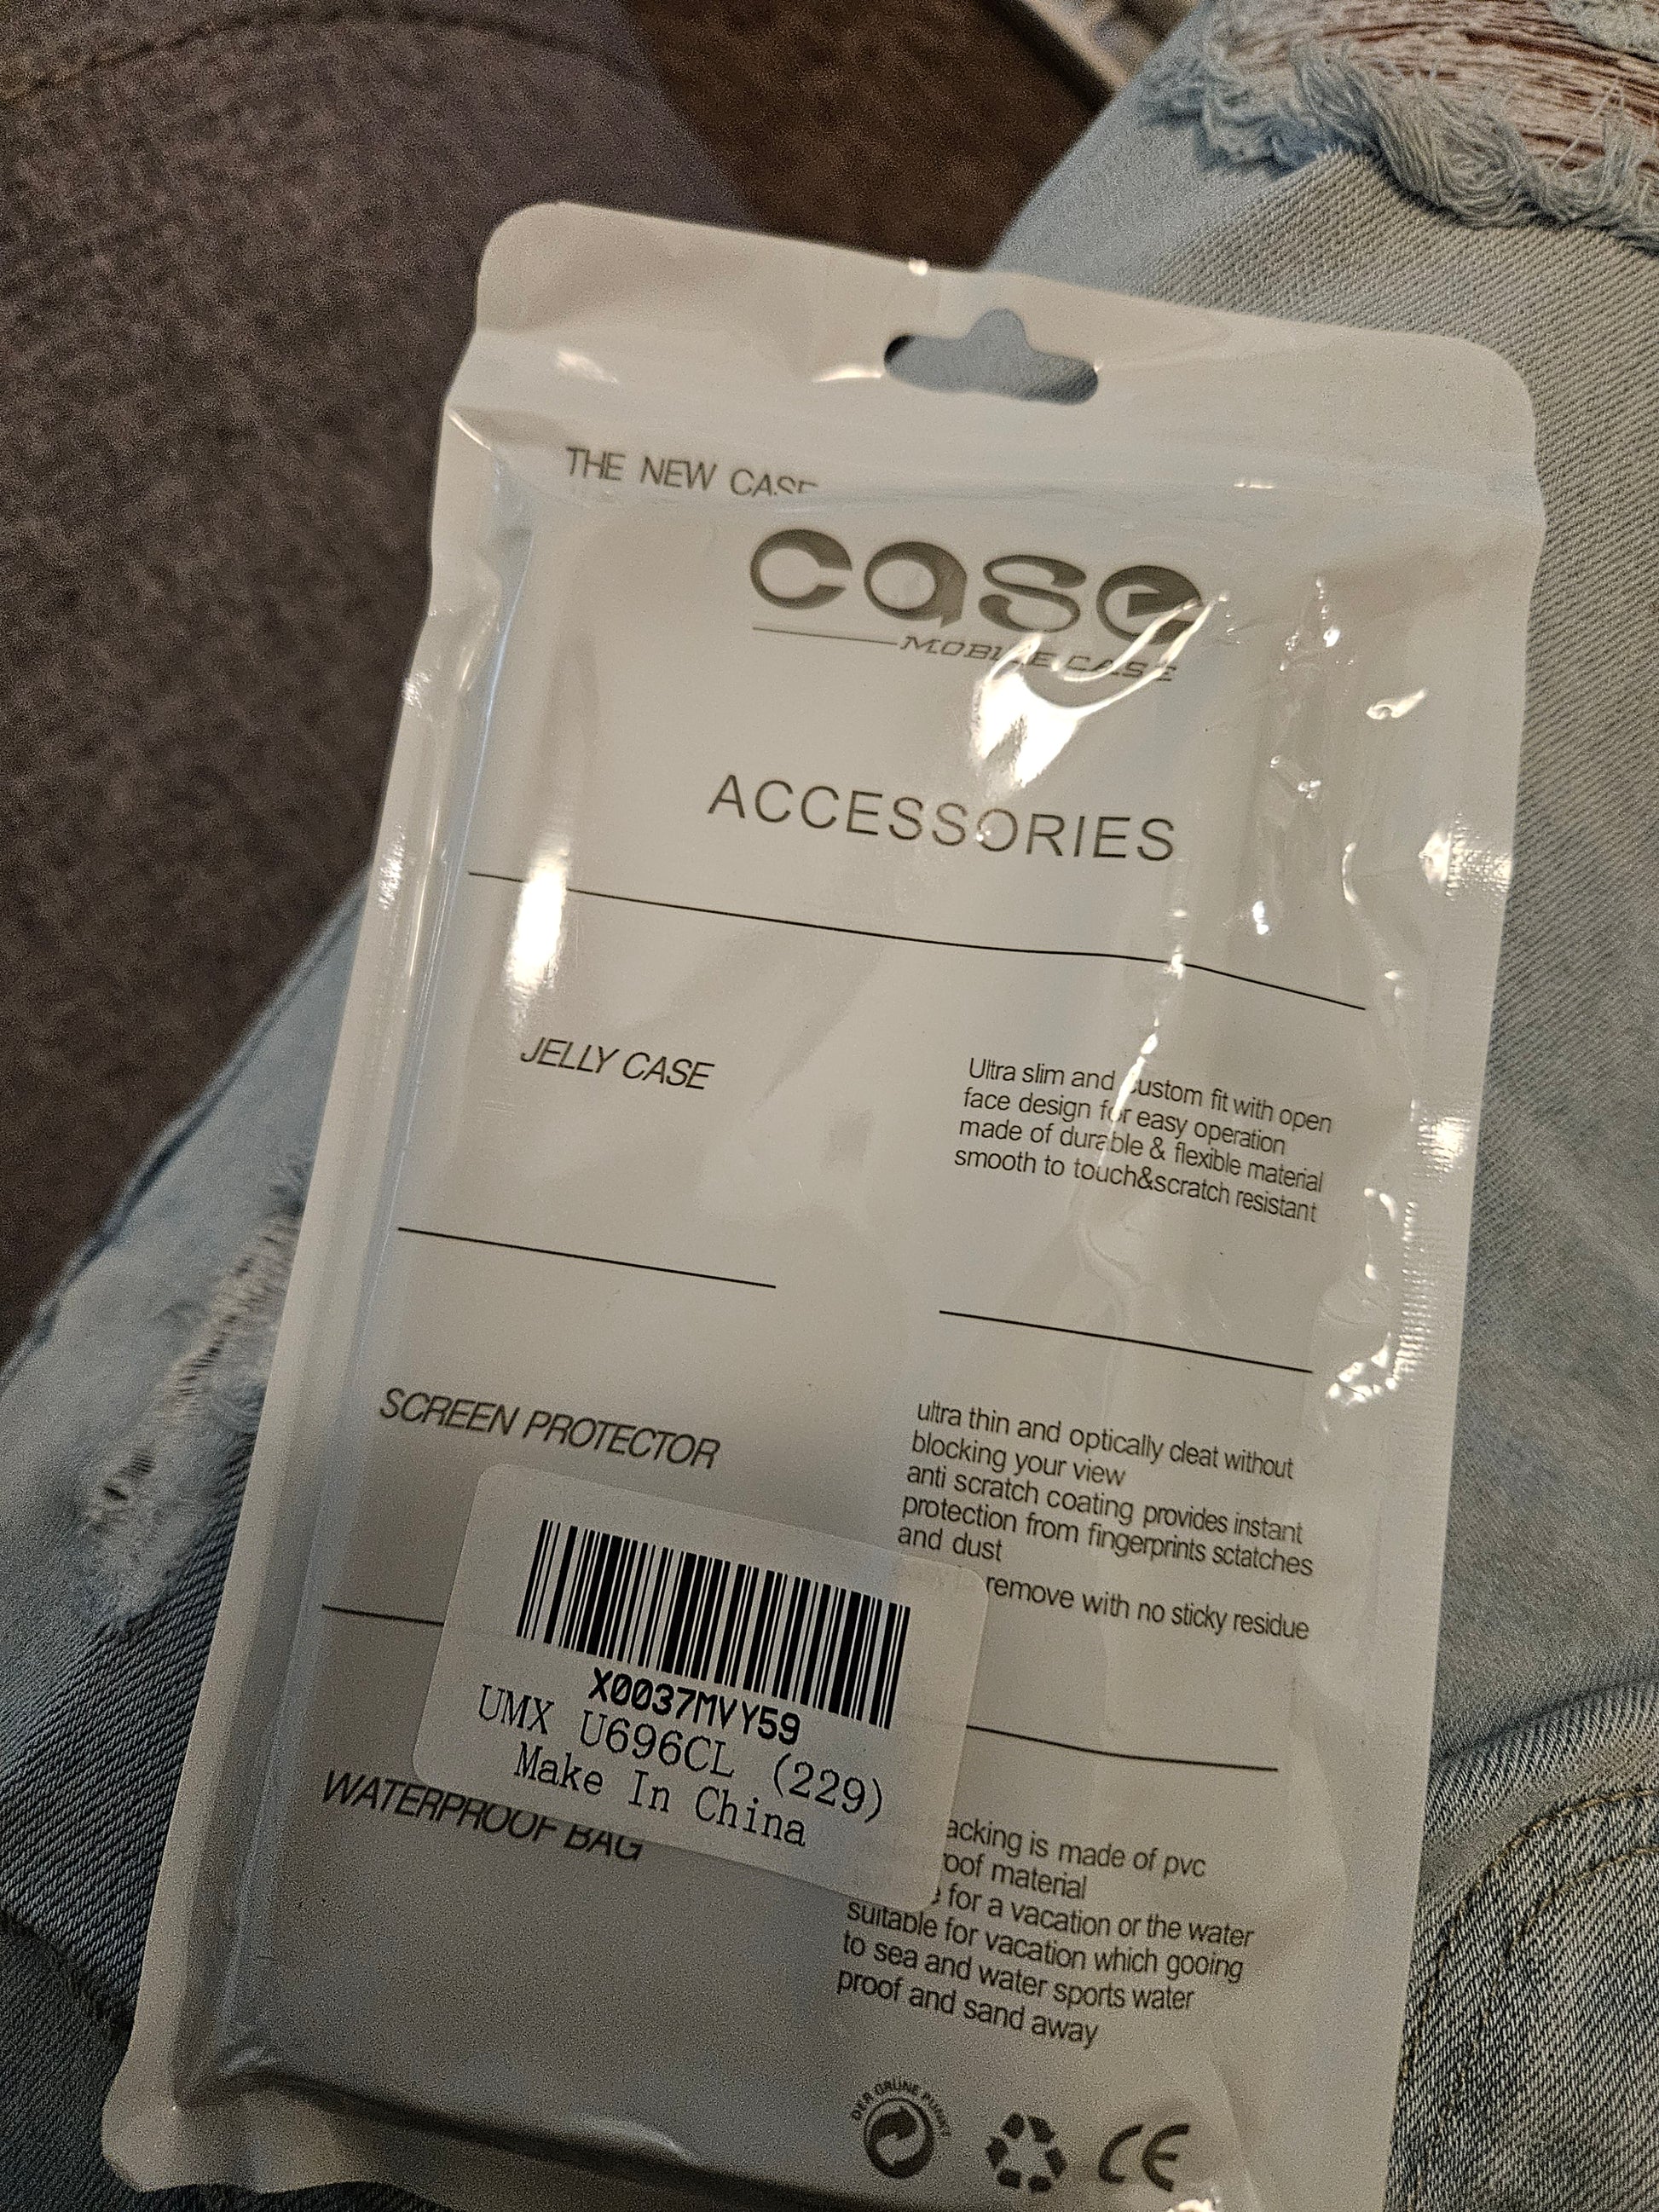 THE NEW CASE
case
MOBILE CASE
ACCESSORIES
JELLY CASE
Ultra slim and custom fit with open
face design for easy operation
made of durable & flexible material
smooth to touch&scratch resistant
SCREEN PROTECTOR
ultra thin and optically cleat without
blocking your view
anti scratch coating provides instant
protection from fingerprints sctatches
and dust
remove with no sticky residue
X0037MVY59
UMX U696CL (229)
Make In China
WATERPROOF BAG
acking is made of pvc
oof material
for a vacation or the water
suitable for vacation which gooing
to sea and water sports water
proof and sand away
DER GRÜNE PUNKT
CE